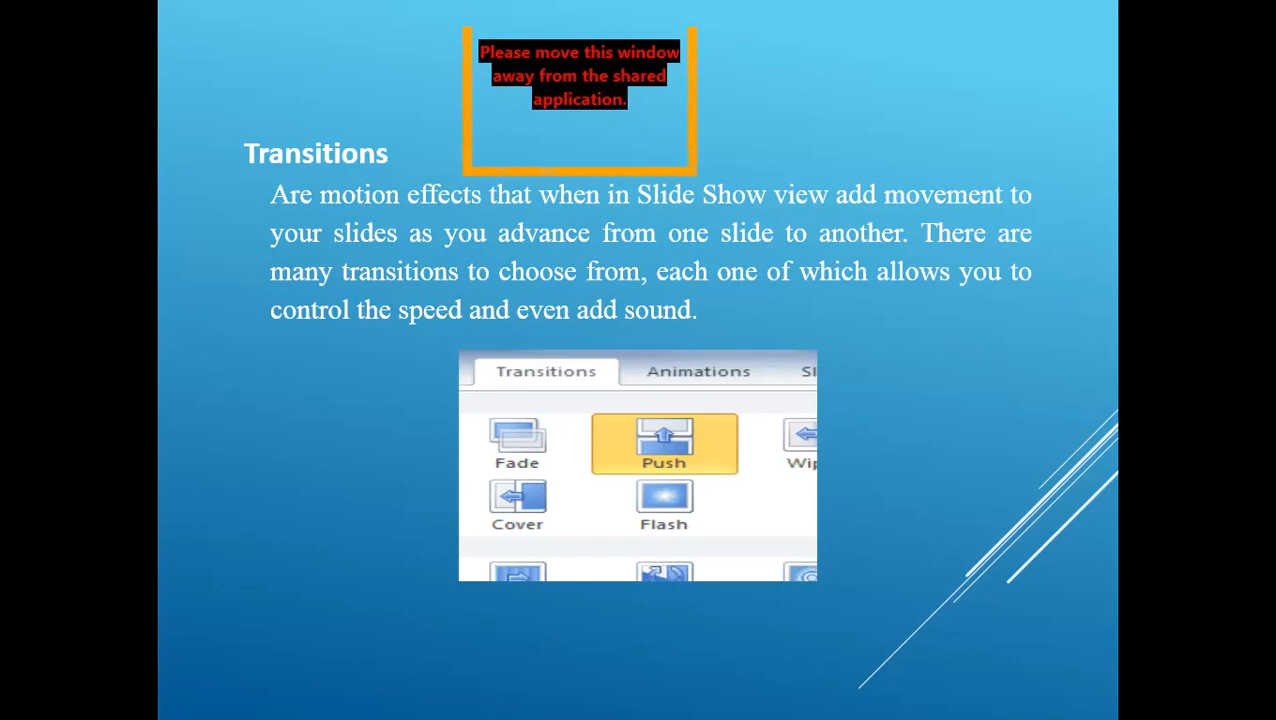 Please move this window
away from the shared
application.
Transitions
Are motion effects that when in Slide Show view add movement to
your slides as you advance from one slide to another. There are
many transitions to choose from, each one of which allows you to
control the speed and even add sound.
Transitions Animations Sl
Fade Push Wip
Cover Flash